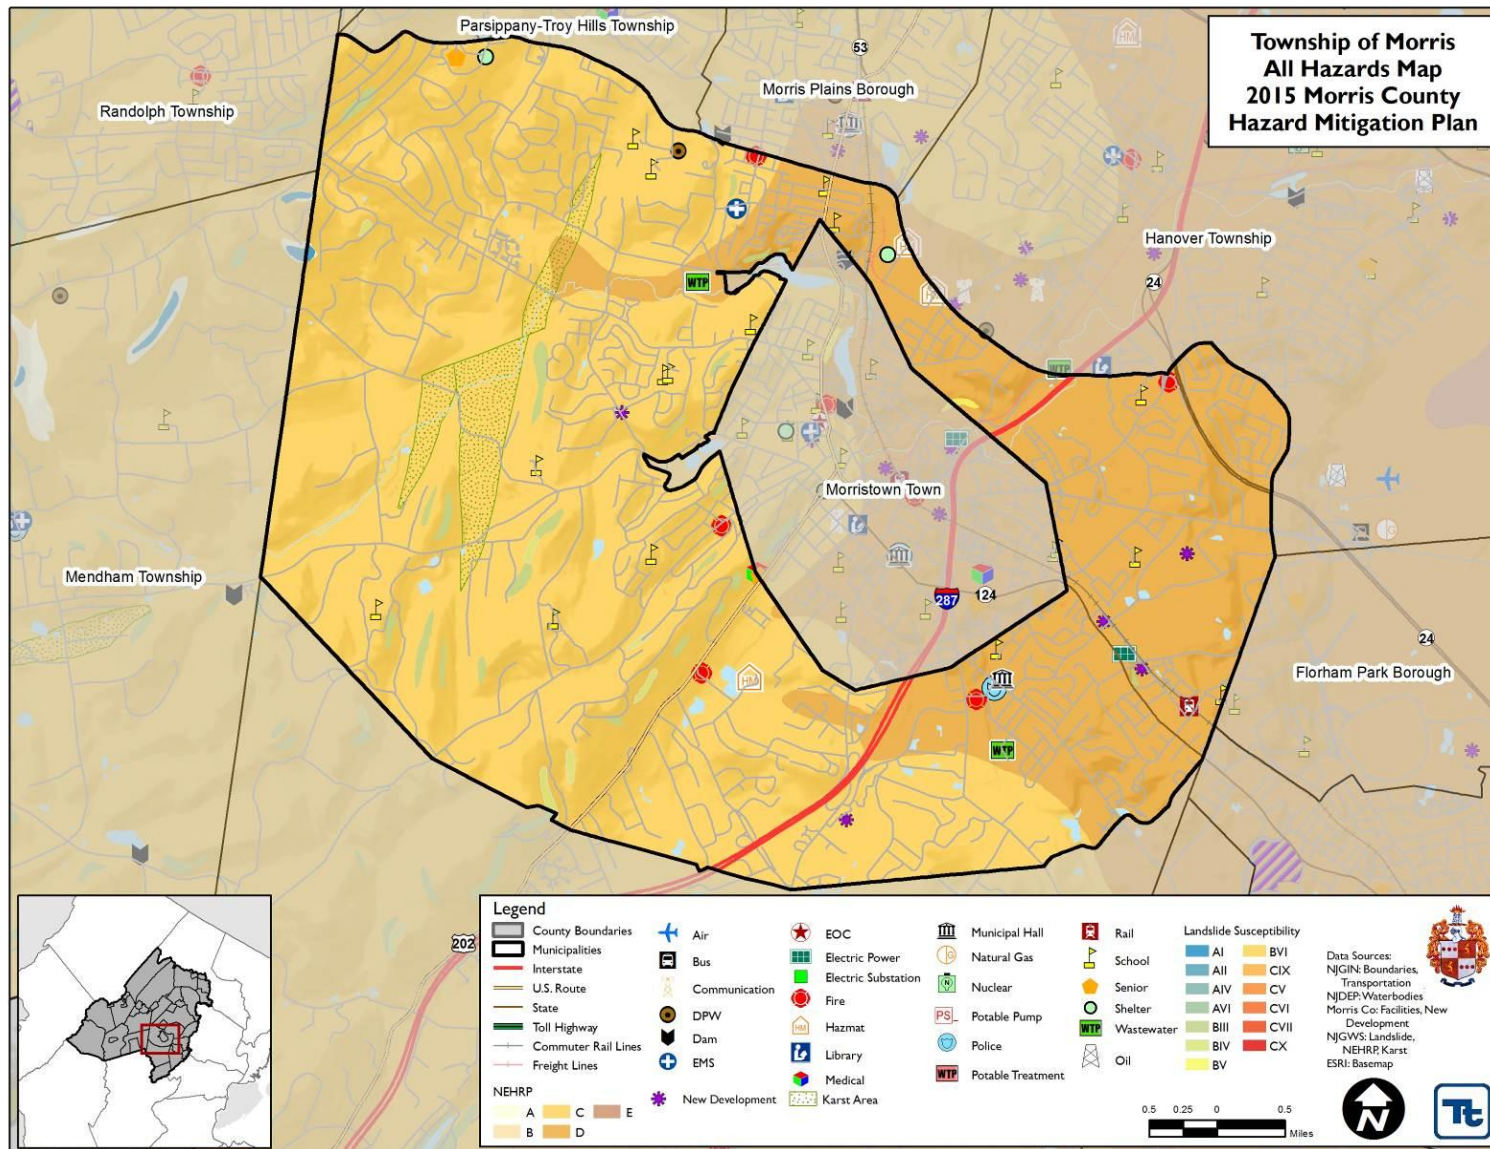 Township of Morris
All Hazards Map
2015 Morris County
Hazard Mitigation Plan
Parsippany-Troy Hills Township
53
Randolph Township
Morris Plains Borough
Hanover Township
24
WTP
WTP
Morristown Town
Mendham Township
287
124
24
Florham Park Borough
HM
WTP
202
Legend
County Boundaries
Municipalities
Interstate
U.S. Route
State
Toll Highway
Commuter Rail Lines
Freight Lines
NEHRP
A
B
C
D
E
Air
Bus
Communication
DPW
Dam
EMS
New Development
EOC
Electric Power
Electric Substation
Fire
HM Hazmat
Library
Medical
Karst Area
Municipal Hall
G Natural Gas
N Nuclear
PS Potable Pump
Police
WTP Potable Treatment
Rail
School
Senior
Shelter
WTP Wastewater
Oil
Landslide Susceptibility
AI
AII
AIV
AVI
BIII
BIV
BV
BVI
CIX
CV
CVI
CVII
CX
Data Sources:
NJGIN: Boundaries,
Transportation
NJDEP: Waterbodies
Morris Co: Facilities, New
Development
NJGWS: Landslide,
NEHRP, Karst
ESRI: Basemap
0.5 0.25 0 0.5
Miles
N
Tt